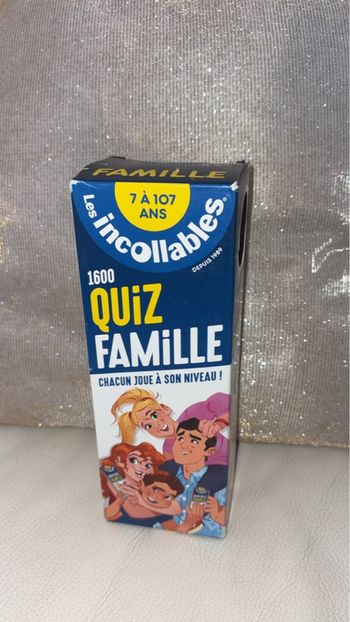 FAMILLE
7 À 107
ANS
Les
incollables®
DEPUIS 1989
1600
QUiZ
FAMiLLE
CHACUN JOUE À SON NIVEAU !